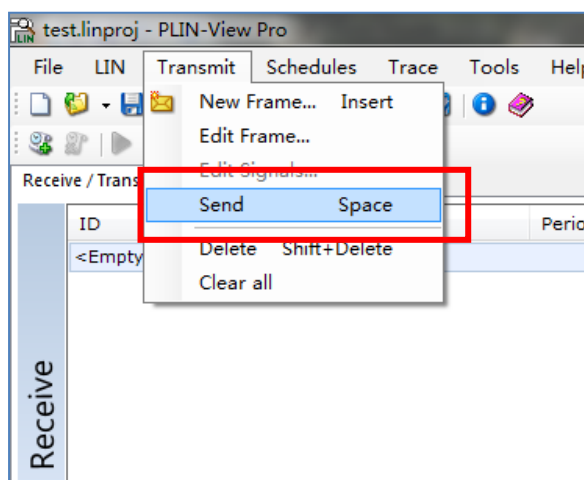 test.linproj - PLIN-View Pro
File LIN Transmit Schedules Trace Tools Help
New Frame... Insert
Edit Frame...
Edit Signals...
Receive / Trans
Send Space
ID Perio
Delete Shift+Delete
<Empty
Clear all
Receive